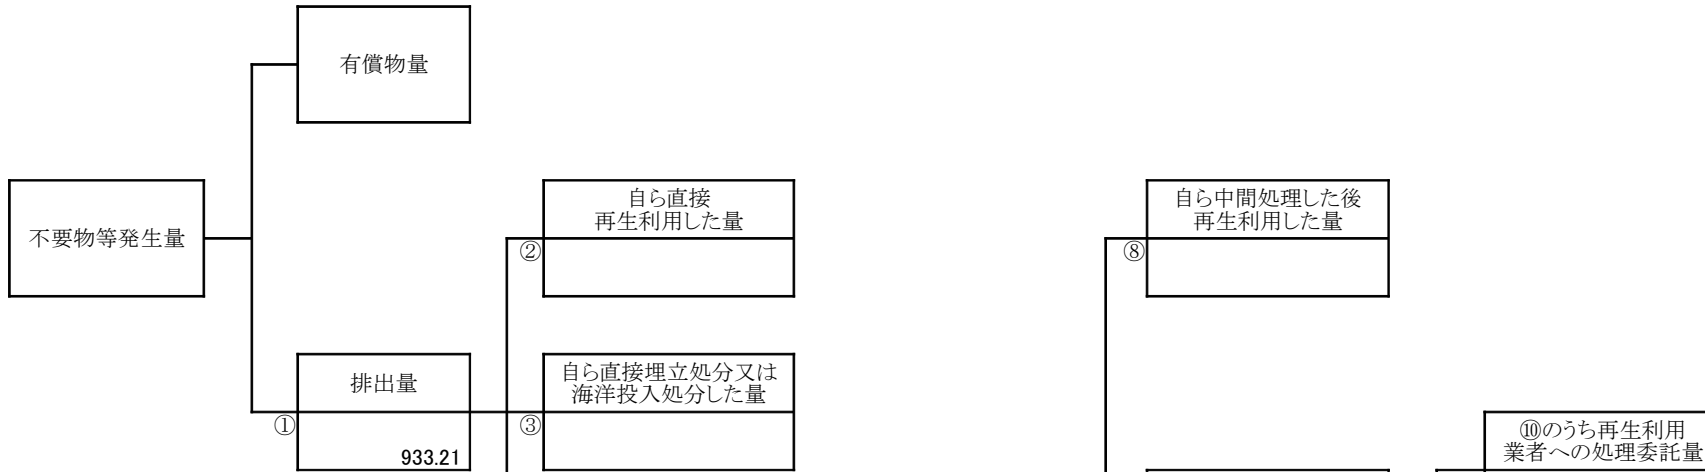 有償物量
自ら直接
再生利用した量
自ら中間処理した後
再生利用した量
不要物等発生量
②
⑧
排出量
自ら直接埋立処分又は
海洋投入処分した量
①
③
933.21
⑩のうち再生利用
業者への処理委託量